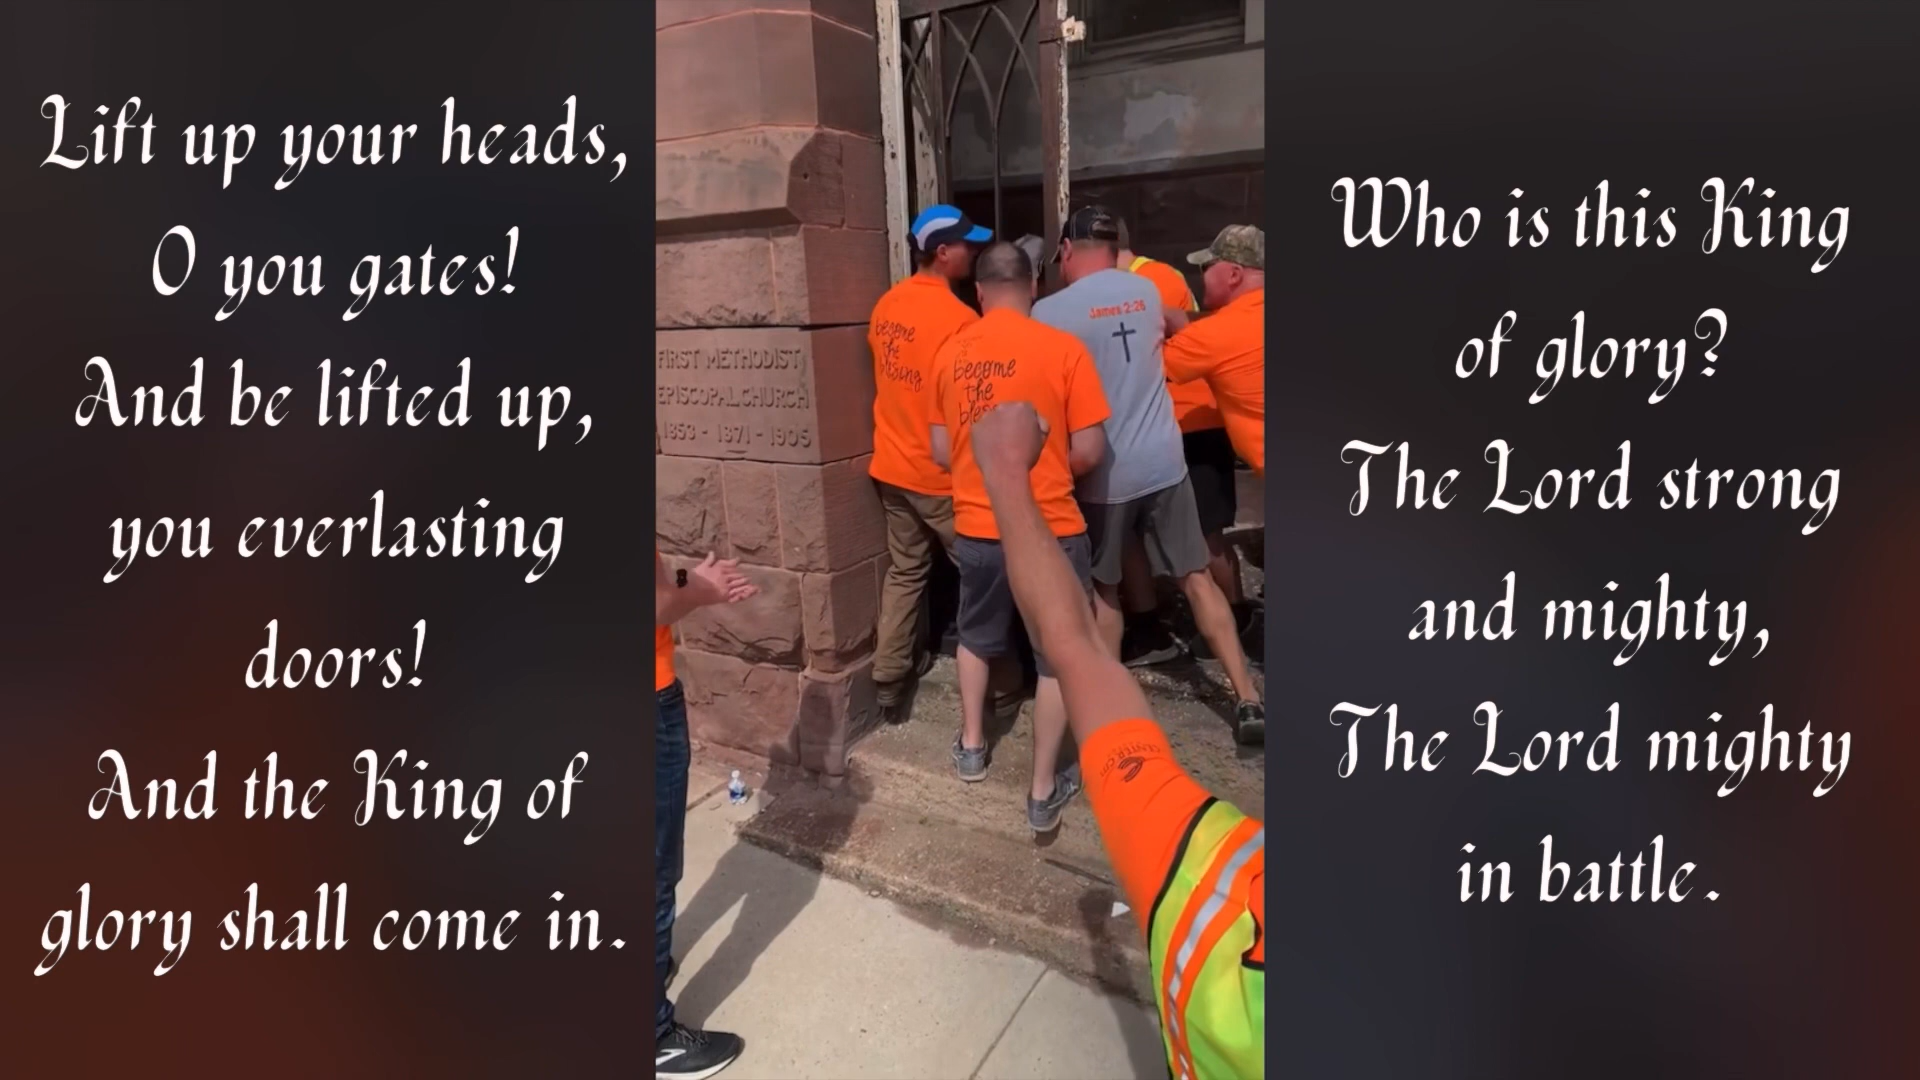 Lift up your heads,
O you gates!
And be lifted up,
you everlasting
doors!
And the King of
glory shall come in.
become
the
blessing
become
the
James 2:26
FIRST METHODIST
EPISCOPAL CHURCH
1853 - 1871 - 1905
Who is this King
of glory?
The Lord strong
and mighty,
The Lord mighty
in battle.